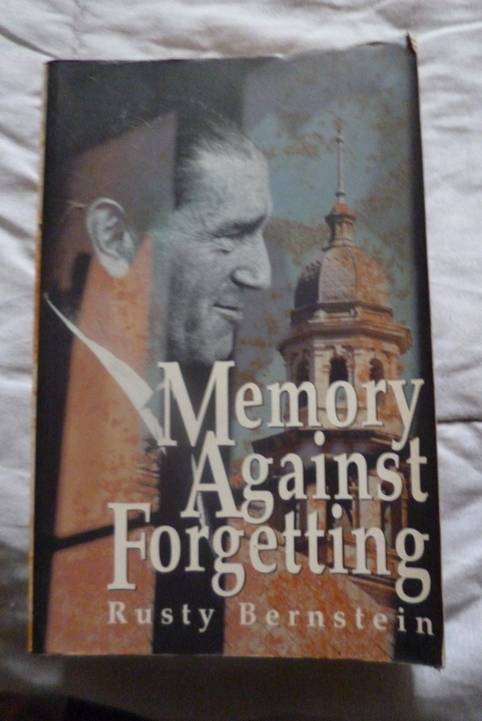 Memory
Against
Forgetting
Rusty Bernstein